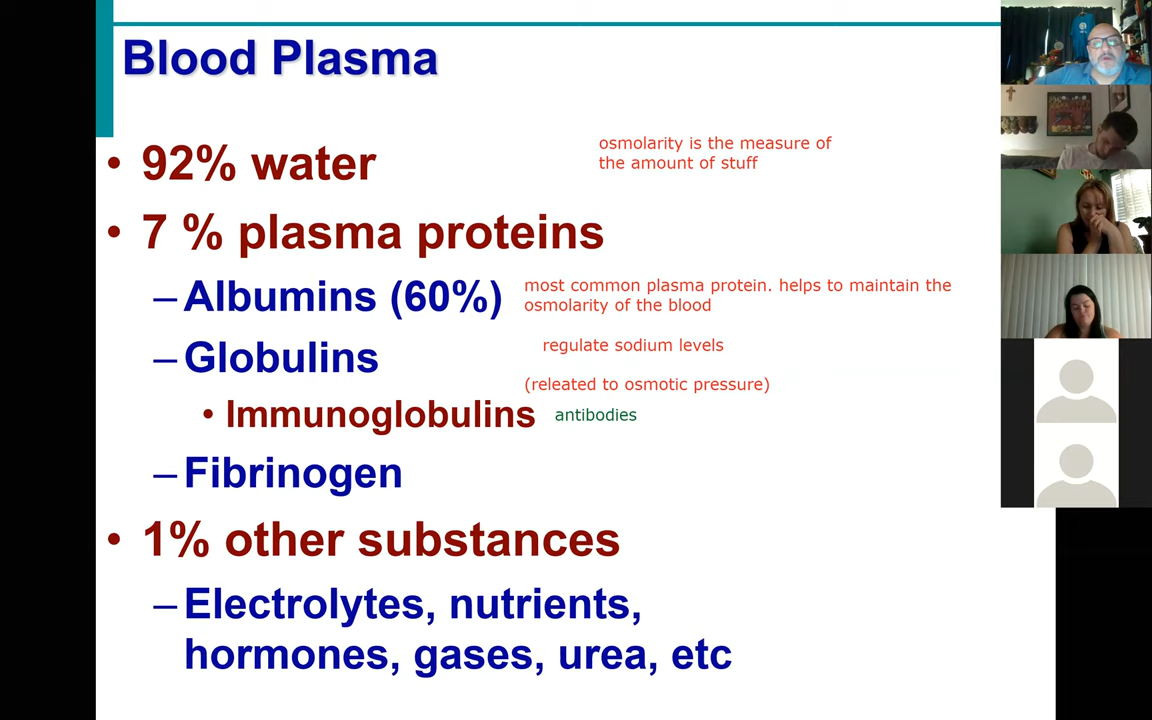 Blood Plasma
• 92% water
osmolarity is the measure of
the amount of stuff
• 7 % plasma proteins
– Albumins (60%)
most common plasma protein. helps to maintain the
osmolarity of the blood
– Globulins
regulate sodium levels
(releated to osmotic pressure)
• Immunoglobulins
antibodies
– Fibrinogen
• 1% other substances
– Electrolytes, nutrients,
hormones, gases, urea, etc